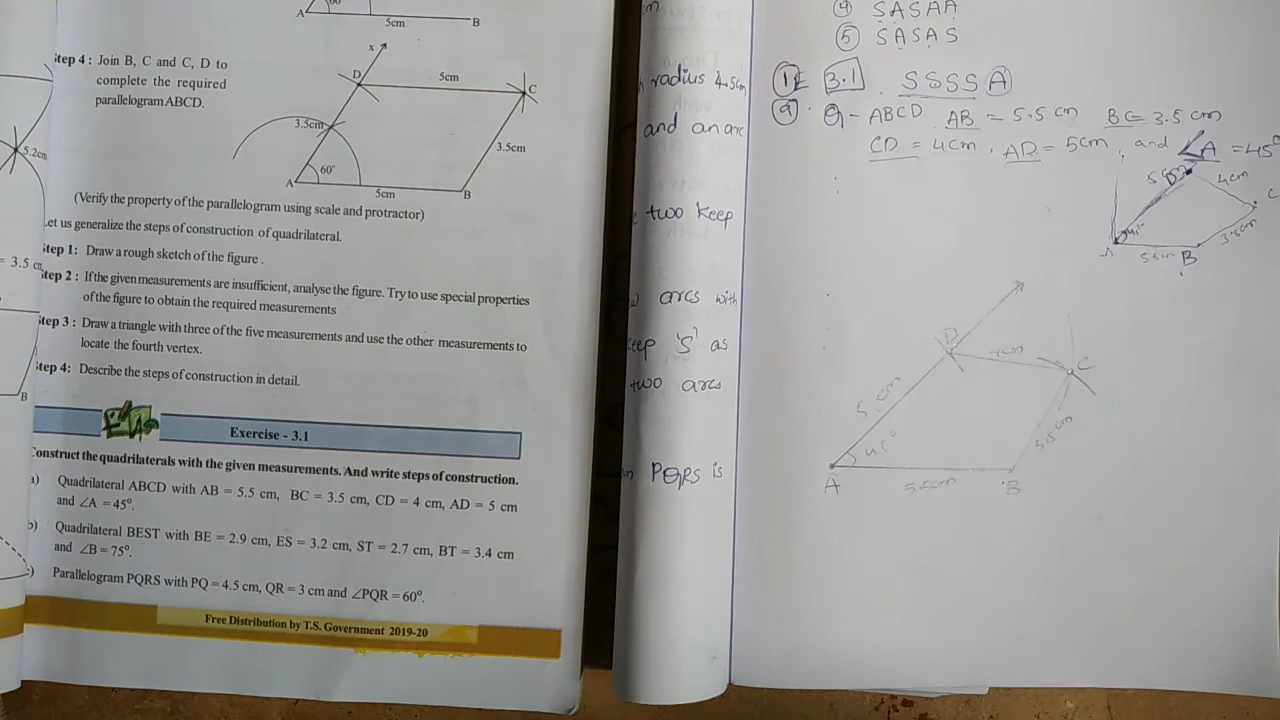 A
60
5cm
B
Step 4 : Join B, C and C, D to
complete the required
parallelogram ABCD.
x
D
5cm
C
3.5cm
3.5cm
60°
A
5cm
B
5.2cm
(Verify the property of the parallelogram using scale and protractor)
Let us generalize the steps of construction of quadrilateral.
Step 1: Draw a rough sketch of the figure .
= 3.5 cm
Step 2 : If the given measurements are insufficient, analyse the figure. Try to use special properties
of the figure to obtain the required measurements
Step 3 : Draw a triangle with three of the five measurements and use the other measurements to
locate the fourth vertex.
Step 4: Describe the steps of construction in detail.
B
Exercise - 3.1
Construct the quadrilaterals with the given measurements. And write steps of construction.
a) Quadrilateral ABCD with AB = 5.5 cm, BC = 3.5 cm, CD = 4 cm, AD = 5 cm
and ∠A = 45°.
b) Quadrilateral BEST with BE = 2.9 cm, ES = 3.2 cm, ST = 2.7 cm, BT = 3.4 cm
and ∠B = 75°.
) Parallelogram PQRS with PQ = 4.5 cm, QR = 3 cm and ∠PQR = 60°.
Free Distribution by T.S. Government 2019-20
radius 4.5cm
and an arc
two keep
arcs with
keep 'S' as
two arcs
PQRS is
④ SASAA
⑤ SASAS
3.1 SSSSA
Q- ABCD AB = 5.5 cm BC = 3.5 cm
CD = 4cm, AD = 5cm, and ∠A = 45°
D
4cm
C
3.5cm
45°
A
B
D
4cm
C
5 cm
3.5cm
45°
A
5.5cm
B